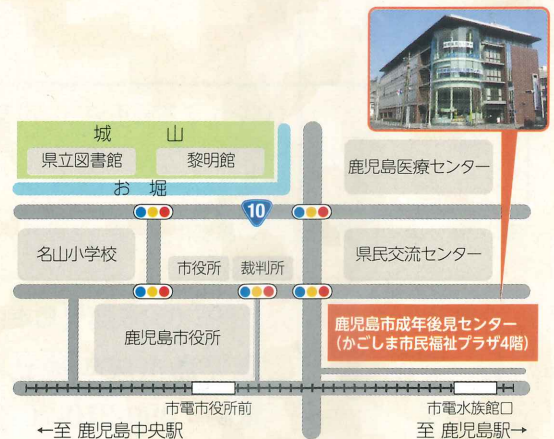 城 山
県立図書館
黎明館
お堀
鹿児島医療センター
10
名山小学校
市役所
裁判所
県民交流センター
鹿児島市役所
鹿児島市成年後見センター
(かごしま市民福祉プラザ4階)
市電市役所前
市電水族館口
←至 鹿児島中央駅
至 鹿児島駅→